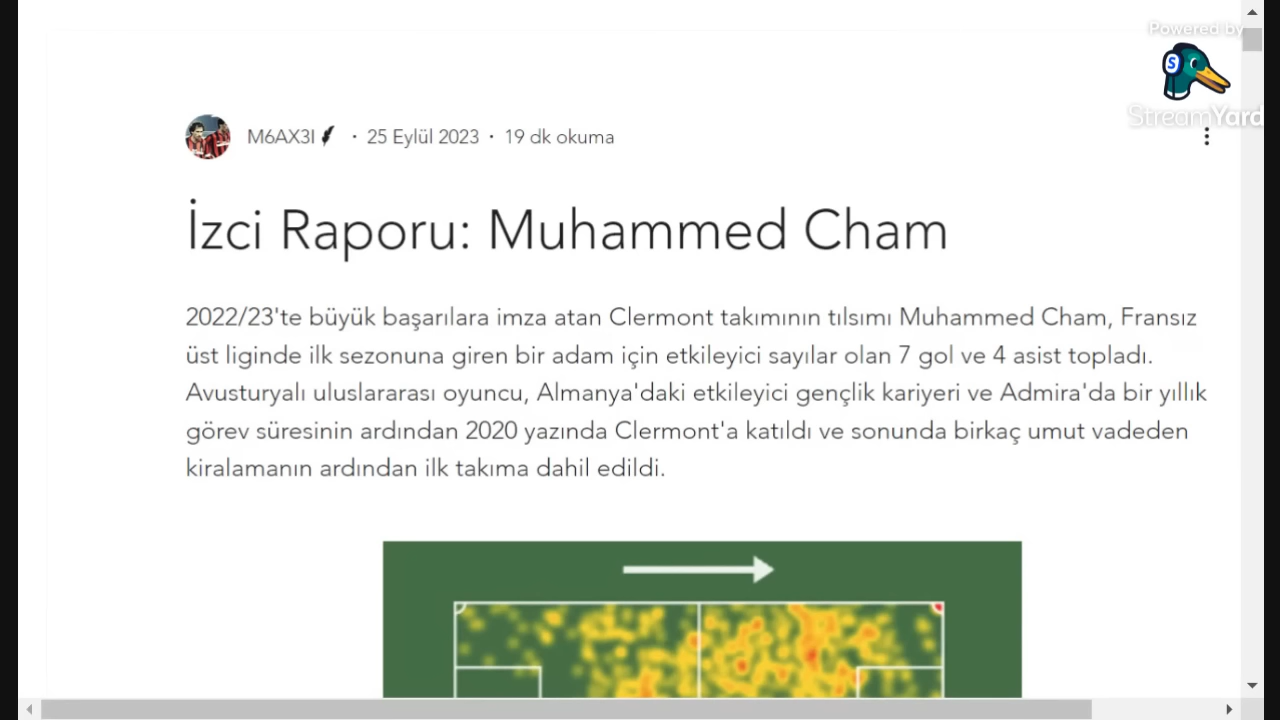 Powered by
S
StreamYard
M6AX3I · 25 Eylül 2023 · 19 dk okuma
İzci Raporu: Muhammed Cham
2022/23'te büyük başarılara imza atan Clermont takımının tılsımı Muhammed Cham, Fransız
üst liginde ilk sezonuna giren bir adam için etkileyici sayılar olan 7 gol ve 4 asist topladı.
Avusturyalı uluslararası oyuncu, Almanya'daki etkileyici gençlik kariyeri ve Admira'da bir yıllık
görev süresinin ardından 2020 yazında Clermont'a katıldı ve sonunda birkaç umut vadeden
kiralamanın ardından ilk takıma dahil edildi.